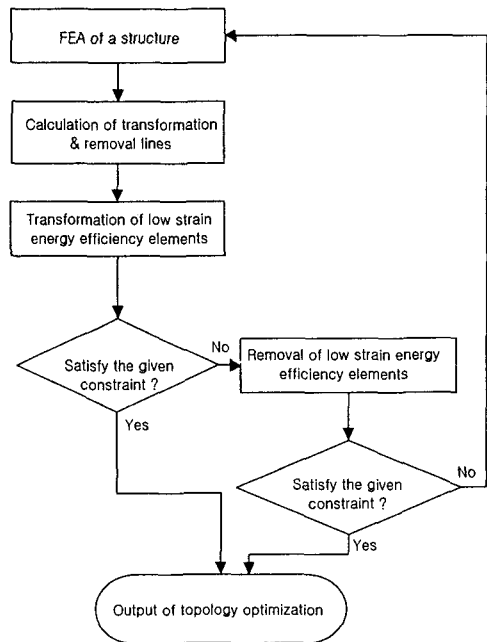 FEA of a structure
Calculation of transformation
& removal lines
Transformation of low strain
energy efficiency elements
Satisfy the given
constraint ?
No
Yes
Removal of low strain energy
efficiency elements
Satisfy the given
constraint ?
No
Yes
Output of topology optimization